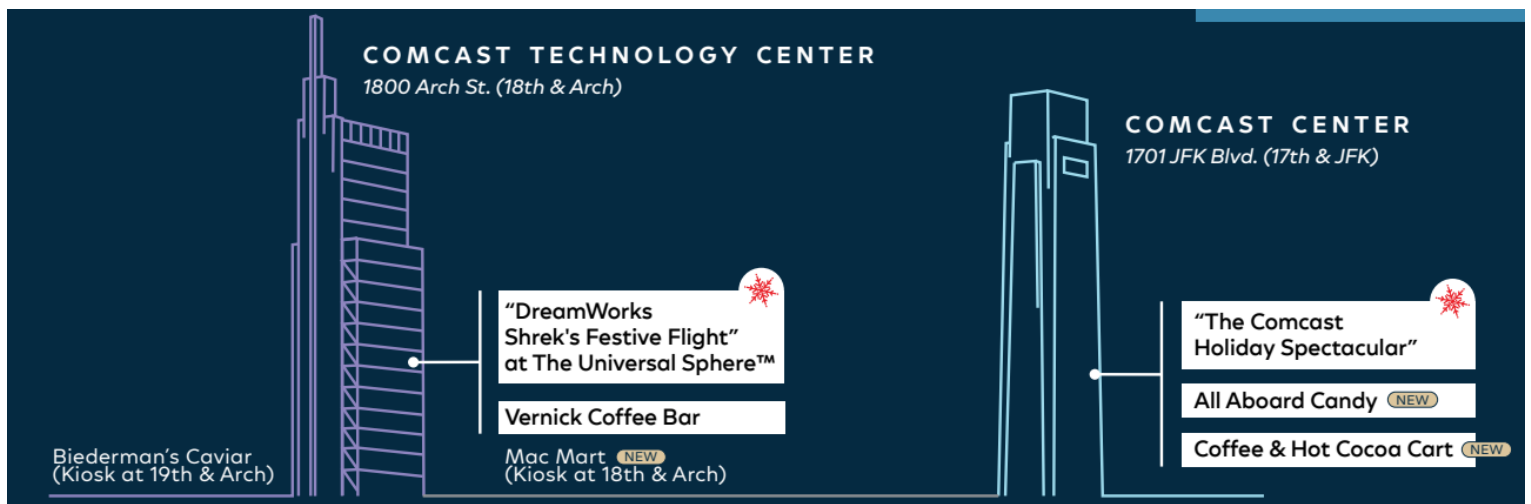 COMCAST TECHNOLOGY CENTER
1800 Arch St. (18th & Arch)
COMCAST CENTER
1701 JFK Blvd. (17th & JFK)
“DreamWorks
Shrek's Festive Flight”
at The Universal Sphere™
Vernick Coffee Bar
Biederman’s Caviar
(Kiosk at 19th & Arch)
Mac Mart NEW
(Kiosk at 18th & Arch)
“The Comcast
Holiday Spectacular”
All Aboard Candy NEW
Coffee & Hot Cocoa Cart NEW